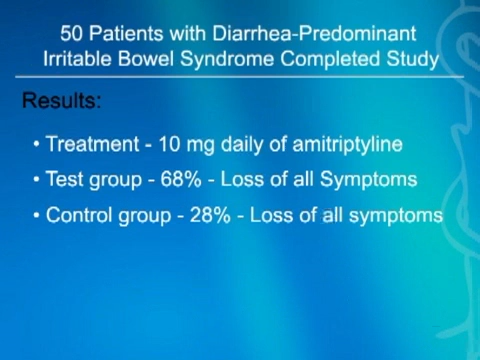 50 Patients with Diarrhea-Predominant
Irritable Bowel Syndrome Completed Study
Results:
• Treatment - 10 mg daily of amitriptyline
• Test group - 68% - Loss of all Symptoms
• Control group - 28% - Loss of all symptoms